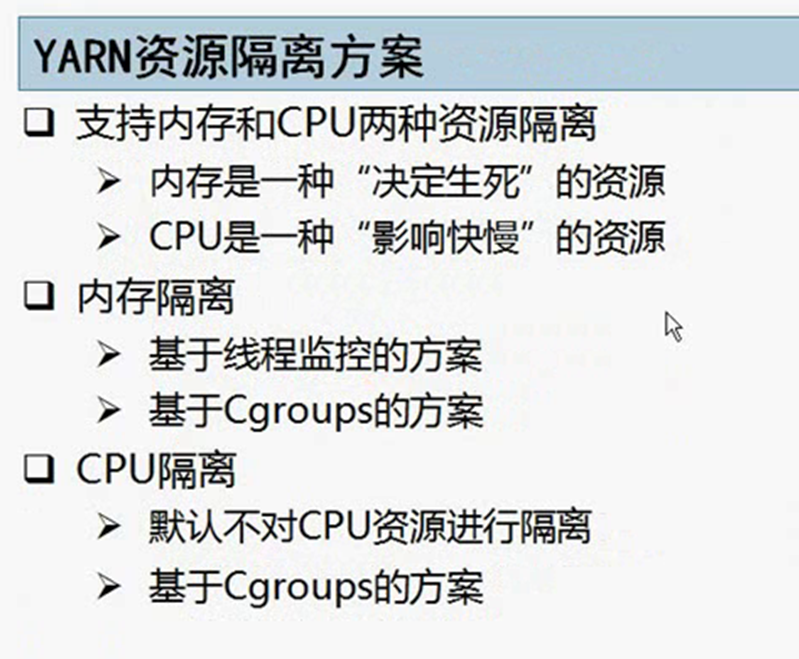 YARN资源隔离方案
支持内存和CPU两种资源隔离
内存是一种“决定生死”的资源
CPU是一种“影响快慢”的资源
内存隔离
基于线程监控的方案
基于Cgroups的方案
CPU隔离
默认不对CPU资源进行隔离
基于Cgroups的方案